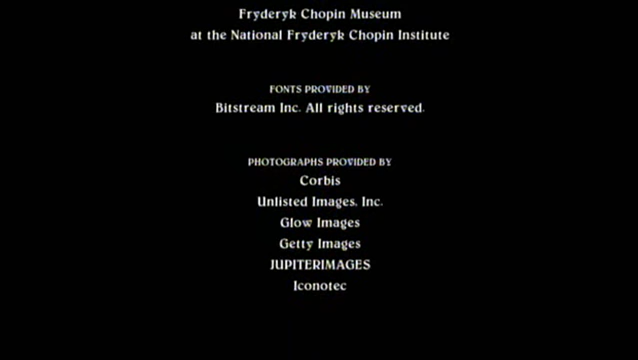 Fryderyk Chopin Museum
at the National Fryderyk Chopin Institute
FONTS PROVIDED BY
Bitstream Inc. All rights reserved.
PHOTOGRAPHS PROVIDED BY
Corbis
Unlisted Images, Inc.
Glow Images
Getty Images
JUPITERIMAGES
Iconotec